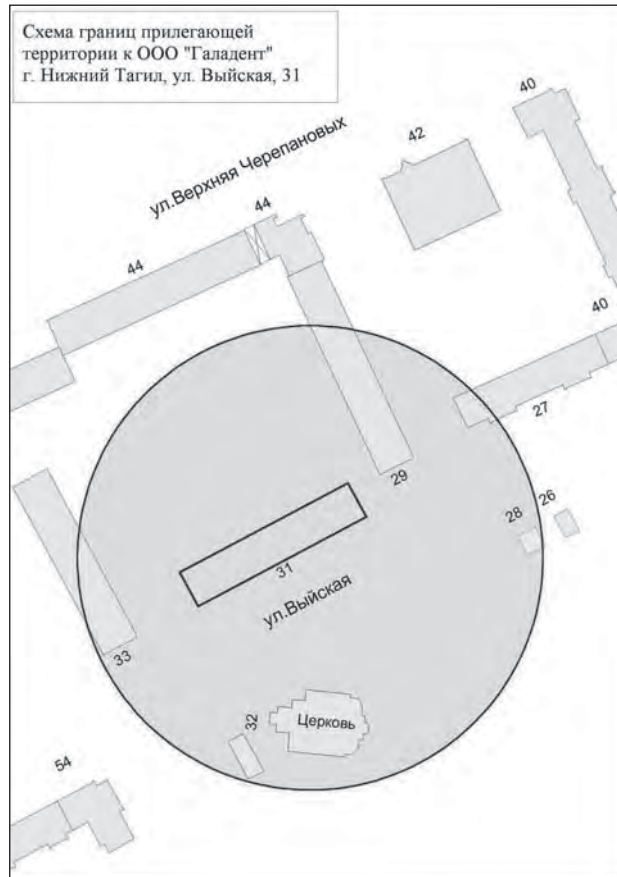 Схема границ прилегающей
территории к ООО "Галадент"
г. Нижний Тагил, ул. Выйская, 31
40
42
ул.Верхняя Черепановых
44
44
40
27
29
28
26
31
ул.Выйская
33
32
Церковь
54